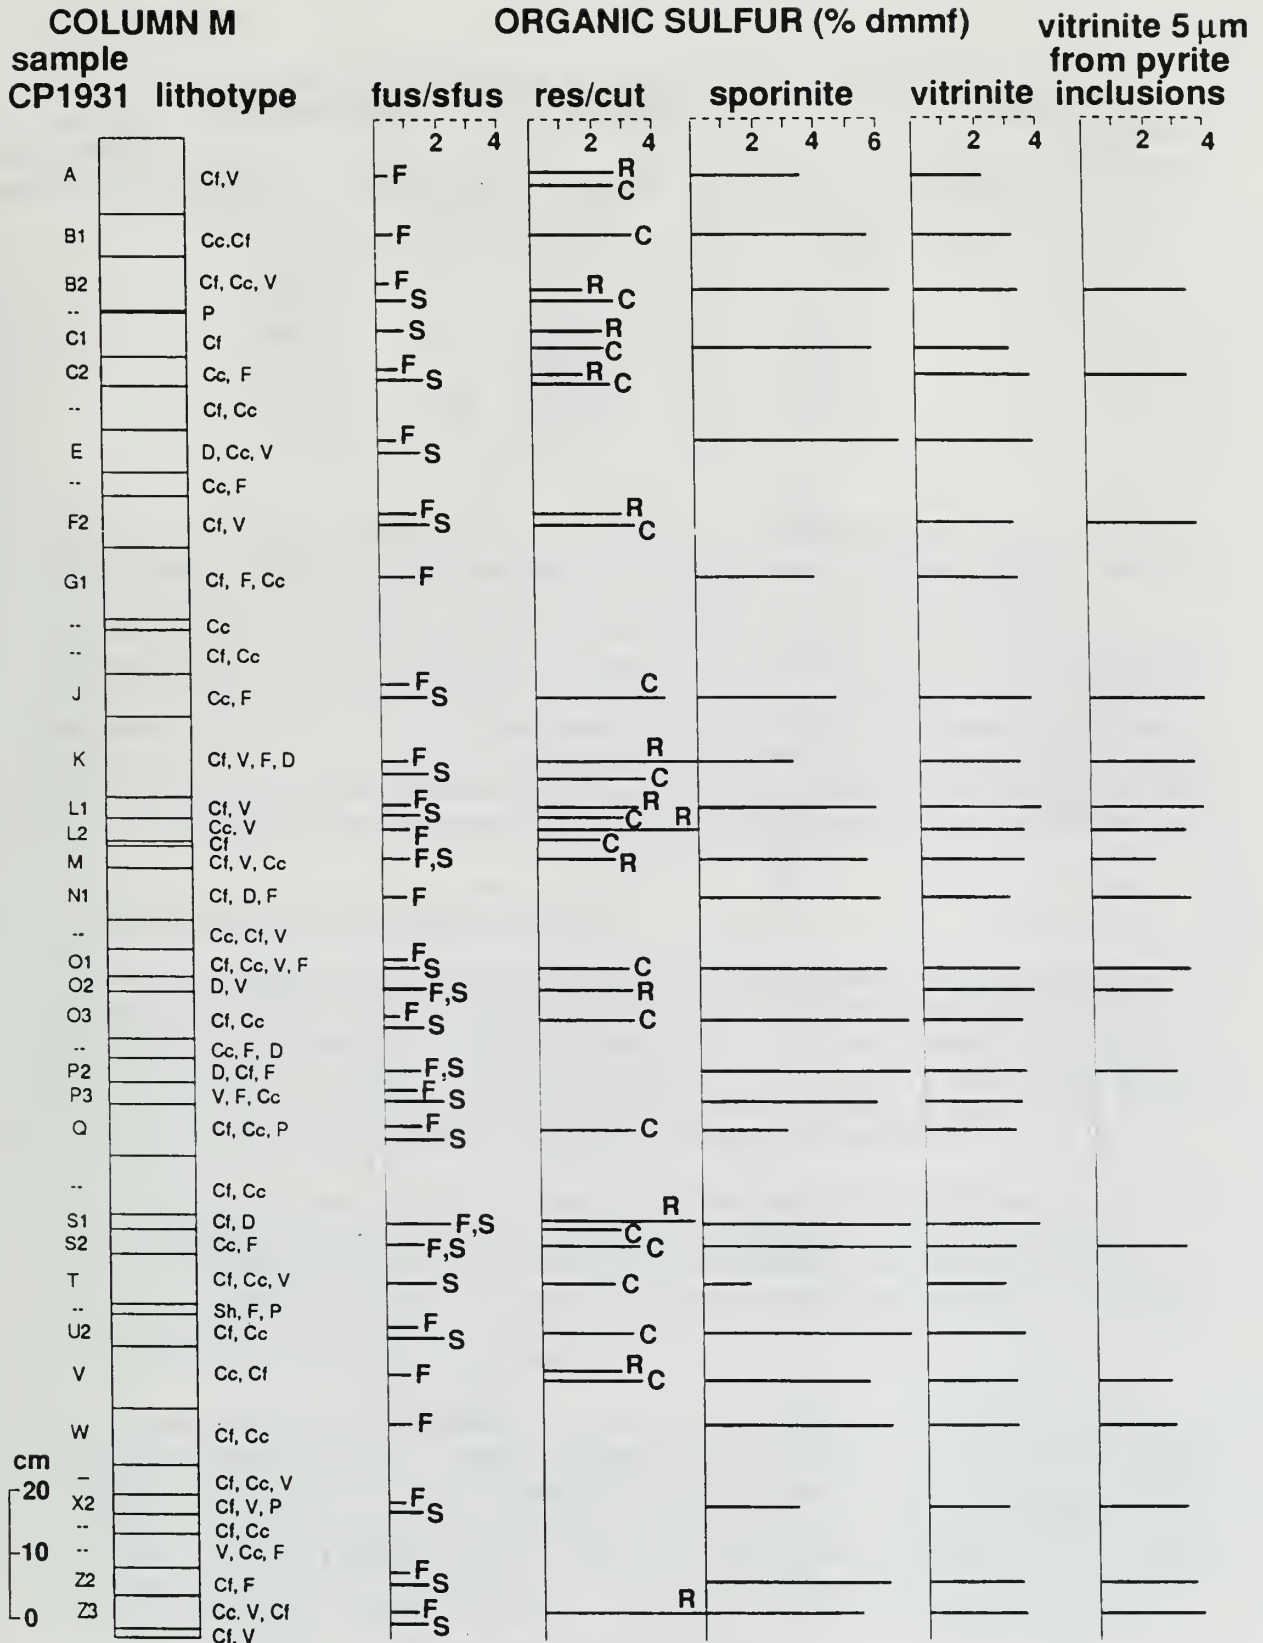 COLUMN M ORGANIC SULFUR (% dmmf) vitrinite 5 µm
sample from pyrite
CP1931 lithotype fus/sfus res/cut sporinite vitrinite inclusions
2 4 2 4 2 4 6 2 4 2 4
A Cf,V F R C
B1 Cc.Cf F C
B2 Cf, Cc, V F S R C
-- P
C1 Cf S R C
C2 Cc, F F S R C
-- Cf, Cc
E D, Cc, V F S
-- Cc, F
F2 Cf, V F S R C
G1 Cf, F, Cc F
-- Cc
-- Cf, Cc
J Cc, F F S C
K Cf, V, F, D F S R C
L1 Cf, V F S R C
L2 Cc, V F R C
Cf
M Cf, V, Cc F,S R
N1 Cf, D, F F
-- Cc, Cf, V
O1 Cf, Cc, V, F F S C
O2 D, V F,S R
O3 Cf, Cc F S C
-- Cc, F, D
P2 D, Cf, F F,S
P3 V, F, Cc F S
Q Cf, Cc, P F S C
-- Cf, Cc
S1 Cf, D F,S R C
S2 Cc, F F,S C
T Cf, Cc, V S C
-- Sh, F, P
U2 Cf, Cc F S C
V Cc, Cf F R C
W Cf, Cc F
cm
– Cf, Cc, V
20 X2 Cf, V, P F S
-- Cf, Cc
10 -- V, Cc, F
Z2 Cf, F F S
0 Z3 Cc. V, Cf F S R
Cf, V